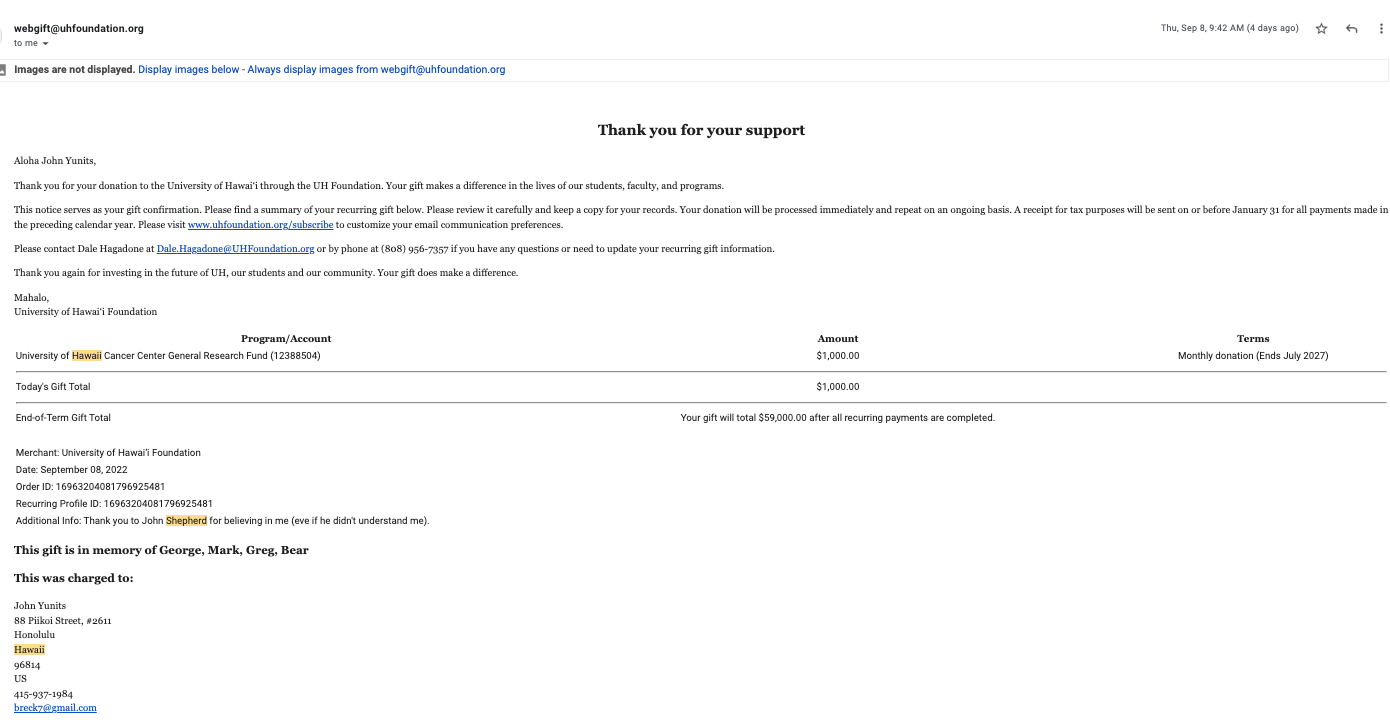 webgift@uhfoundation.org
Thu, Sep 8, 9:42 AM (4 days ago)
to me
Images are not displayed. Display images below - Always display images from webgift@uhfoundation.org
Thank you for your support
Aloha John Yunits,
Thank you for your donation to the University of Hawaiʻi through the UH Foundation. Your gift makes a difference in the lives of our students, faculty, and programs.
This notice serves as your gift confirmation. Please find a summary of your recurring gift below. Please review it carefully and keep a copy for your records. Your donation will be processed immediately and repeat on an ongoing basis. A receipt for tax purposes will be sent on or before January 31 for all payments made in
the preceding calendar year. Please visit www.uhfoundation.org/subscribe to customize your email communication preferences.
Please contact Dale Hagadone at Dale.Hagadone@UHFoundation.org or by phone at (808) 956-7357 if you have any questions or need to update your recurring gift information.
Thank you again for investing in the future of UH, our students and our community. Your gift does make a difference.
Mahalo,
University of Hawaiʻi Foundation
Program/Account Amount Terms
University of Hawaii Cancer Center General Research Fund (12388504) $1,000.00 Monthly donation (Ends July 2027)
Today's Gift Total $1,000.00
End-of-Term Gift Total Your gift will total $59,000.00 after all recurring payments are completed.
Merchant: University of Hawaiʻi Foundation
Date: September 08, 2022
Order ID: 16963204081796925481
Recurring Profile ID: 16963204081796925481
Additional Info: Thank you to John Shepherd for believing in me (eve if he didn't understand me).
This gift is in memory of George, Mark, Greg, Bear
This was charged to:
John Yunits
88 Piikoi Street, #2611
Honolulu
Hawaii
96814
US
415-937-1984
breck7@gmail.com